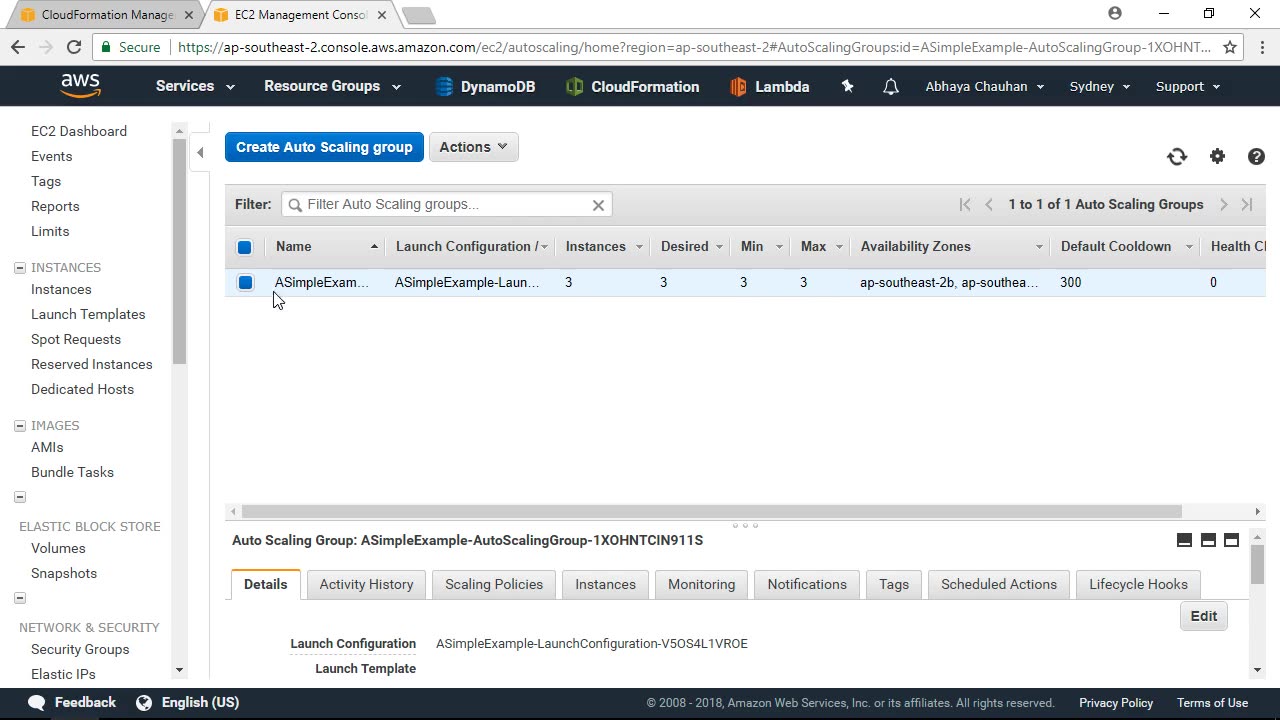 CloudFormation Manage
EC2 Management Conso
Secure
https://ap-southeast-2.console.aws.amazon.com/ec2/autoscaling/home?region=ap-southeast-2#AutoScalingGroups:id=ASimpleExample-AutoScalingGroup-1XOHNT...
aws
Services
Resource Groups
DynamoDB
CloudFormation
Lambda
Abhaya Chauhan
Sydney
Support
EC2 Dashboard
Events
Tags
Reports
Limits
INSTANCES
Instances
Launch Templates
Spot Requests
Reserved Instances
Dedicated Hosts
IMAGES
AMIs
Bundle Tasks
ELASTIC BLOCK STORE
Volumes
Snapshots
NETWORK & SECURITY
Security Groups
Elastic IPs
Create Auto Scaling group
Actions
Filter:
Filter Auto Scaling groups...
1 to 1 of 1 Auto Scaling Groups
Name
Launch Configuration /
Instances
Desired
Min
Max
Availability Zones
Default Cooldown
Health Cl
ASimpleExam...
ASimpleExample-Laun...
3
3
3
3
ap-southeast-2b, ap-southea...
300
0
Auto Scaling Group: ASimpleExample-AutoScalingGroup-1XOHNTCIN911S
Details
Activity History
Scaling Policies
Instances
Monitoring
Notifications
Tags
Scheduled Actions
Lifecycle Hooks
Edit
Launch Configuration
ASimpleExample-LaunchConfiguration-V5OS4L1VROE
Launch Template
Feedback
English (US)
© 2008 - 2018, Amazon Web Services, Inc. or its affiliates. All rights reserved.
Privacy Policy
Terms of Use